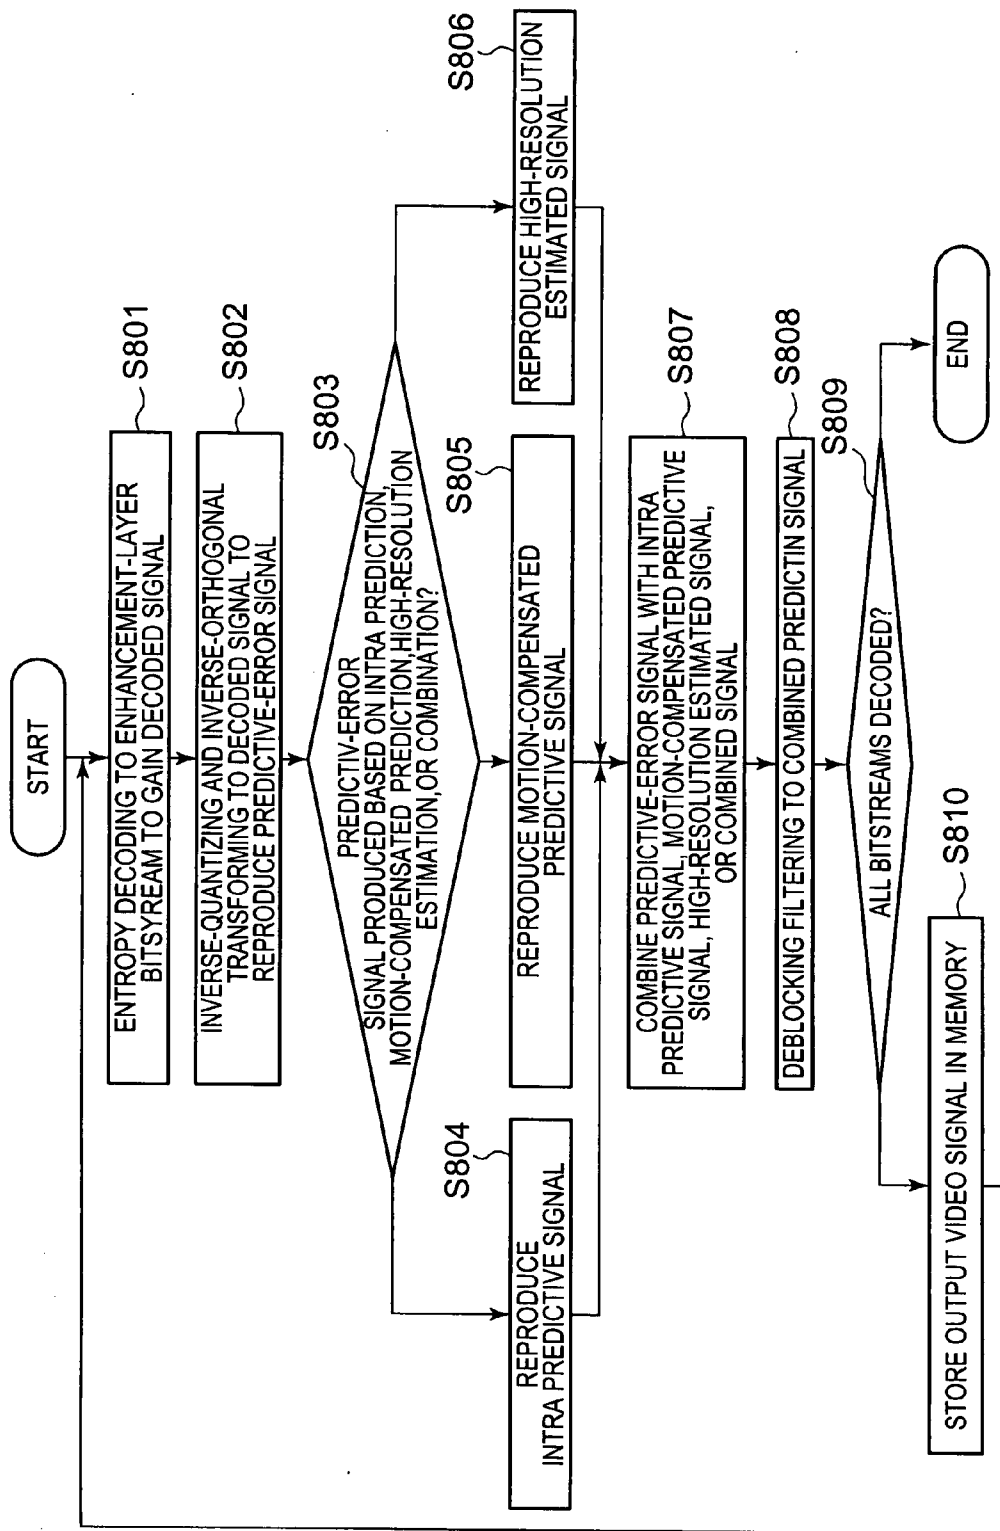 START
S801
ENTROPY DECODING TO ENHANCEMENT-LAYER
BITSYREAM TO GAIN DECODED SIGNAL
S802
INVERSE-QUANTIZING AND INVERSE-ORTHOGONAL
TRANSFORMING TO DECODED SIGNAL TO
REPRODUCE PREDICTIVE-ERROR SIGNAL
S803
PREDICTIV-ERROR
SIGNAL PRODUCED BASED ON INTRA PREDICTION,
MOTION-COMPENSATED PREDICTION,HIGH-RESOLUTION
ESTIMATION,OR COMBINATION?
S804
REPRODUCE
INTRA PREDICTIVE SIGNAL
S805
REPRODUCE MOTION-COMPENSATED
PREDICTIVE SIGNAL
S806
REPRODUCE HIGH-RESOLUTION
ESTIMATED SIGNAL
S807
COMBINE PREDICTIVE-ERROR SIGNAL WITH INTRA
PREDICTIVE SIGNAL, MOTION-COMPENSATED PREDICTIVE
SIGNAL, HIGH-RESOLUTION ESTIMATED SIGNAL,
OR COMBINED SIGNAL
S808
DEBLOCKING FILTERING TO COMBINED PREDICTIN SIGNAL
S809
ALL BITSTREAMS DECODED?
S810
STORE OUTPUT VIDEO SIGNAL IN MEMORY
END